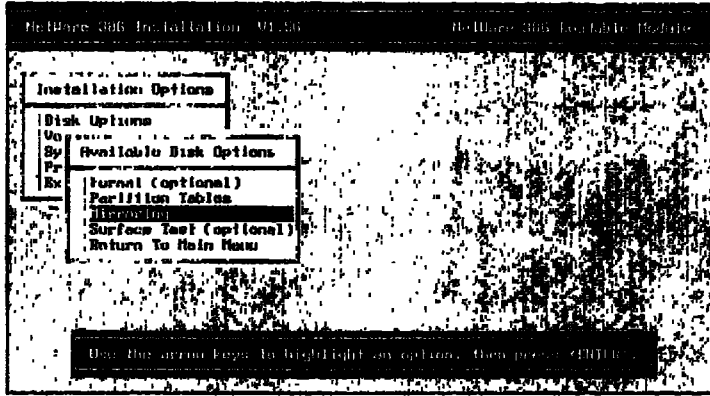 NetWare 386 Installation V1.56
NetWare 386 Loadable Module
Installation Options
Disk Options
Available Disk Options
Format (optional)
Partition Tables
Mirroring
Surface Test (optional)
Return To Main Menu
Use the arrow keys to highlight an option, then press <ENTER>.